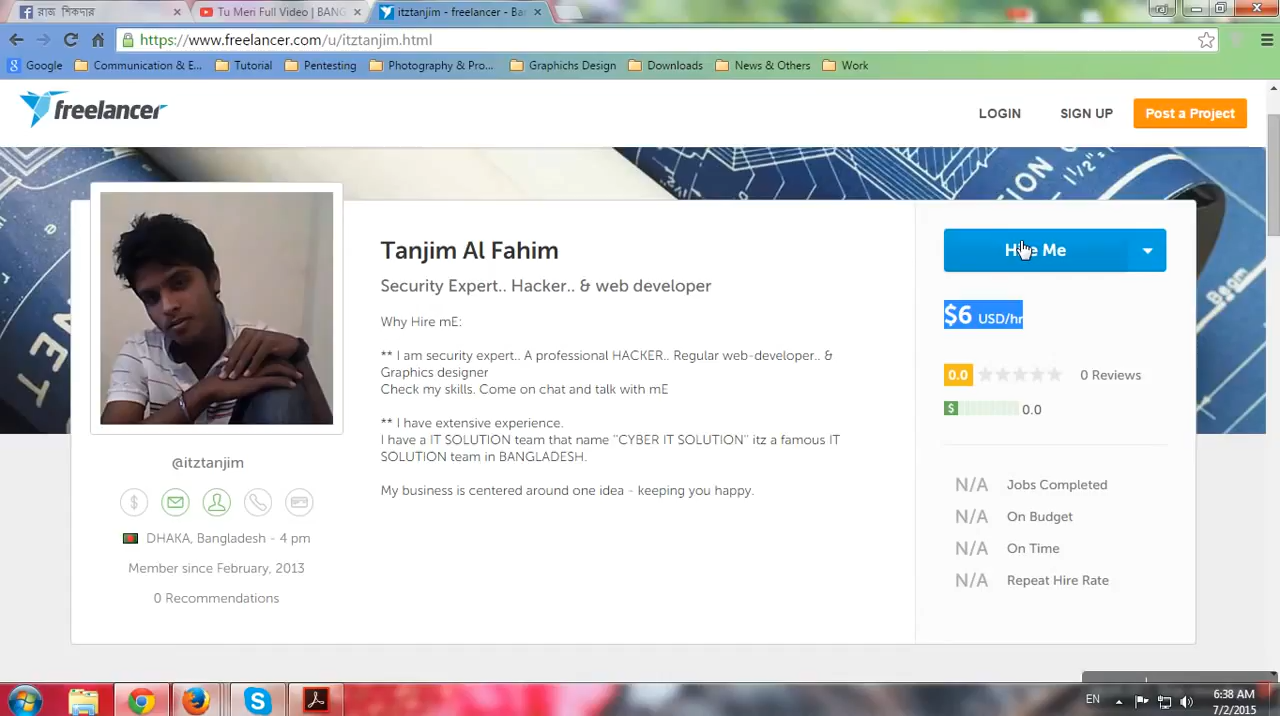 রাজ শিকদার
Tu Meri Full Video | BANG
itztanjim - freelancer - Ba
https://www.freelancer.com/u/itztanjim.html
Google Communication & E... Tutorial Pentesting Photography & Pro... Graphichs Design Downloads News & Others Work
freelancer
LOGIN SIGN UP Post a Project
Tanjim Al Fahim
Security Expert.. Hacker.. & web developer
Why Hire mE:
** I am security expert.. A professional HACKER.. Regular web-developer.. &
Graphics designer
Check my skills. Come on chat and talk with mE
** I have extensive experience.
I have a IT SOLUTION team that name "CYBER IT SOLUTION" itz a famous IT
SOLUTION team in BANGLADESH.
My business is centered around one idea - keeping you happy.
@itztanjim
DHAKA, Bangladesh - 4 pm
Member since February, 2013
0 Recommendations
Hire Me
$6 USD/hr
0.0 0 Reviews
$ 0.0
N/A Jobs Completed
N/A On Budget
N/A On Time
N/A Repeat Hire Rate
EN
6:38 AM
7/2/2015